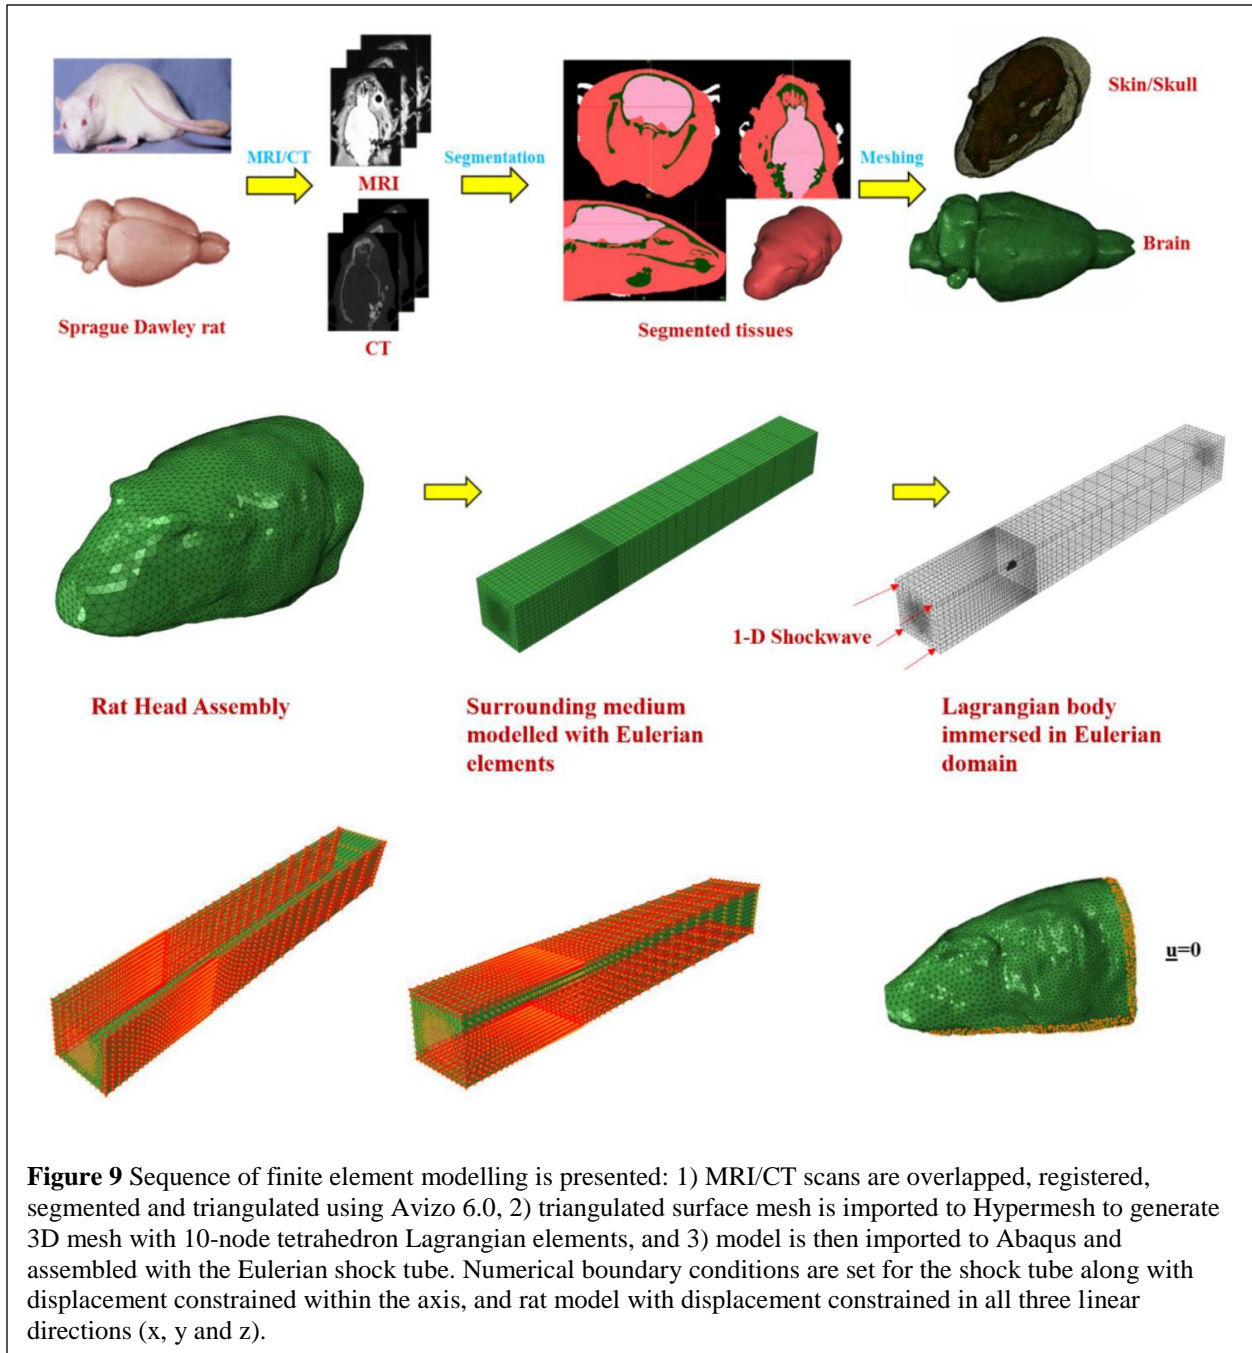 MRI/CT
MRI
CT
Sprague Dawley rat
Segmentation
Segmented tissues
Meshing
Skin/Skull
Brain
Rat Head Assembly
Surrounding medium
modelled with Eulerian
elements
1-D Shockwave
Lagrangian body
immersed in Eulerian
domain
u=0
Figure 9 Sequence of finite element modelling is presented: 1) MRI/CT scans are overlapped, registered,
segmented and triangulated using Avizo 6.0, 2) triangulated surface mesh is imported to Hypermesh to generate
3D mesh with 10-node tetrahedron Lagrangian elements, and 3) model is then imported to Abaqus and
assembled with the Eulerian shock tube. Numerical boundary conditions are set for the shock tube along with
displacement constrained within the axis, and rat model with displacement constrained in all three linear
directions (x, y and z).